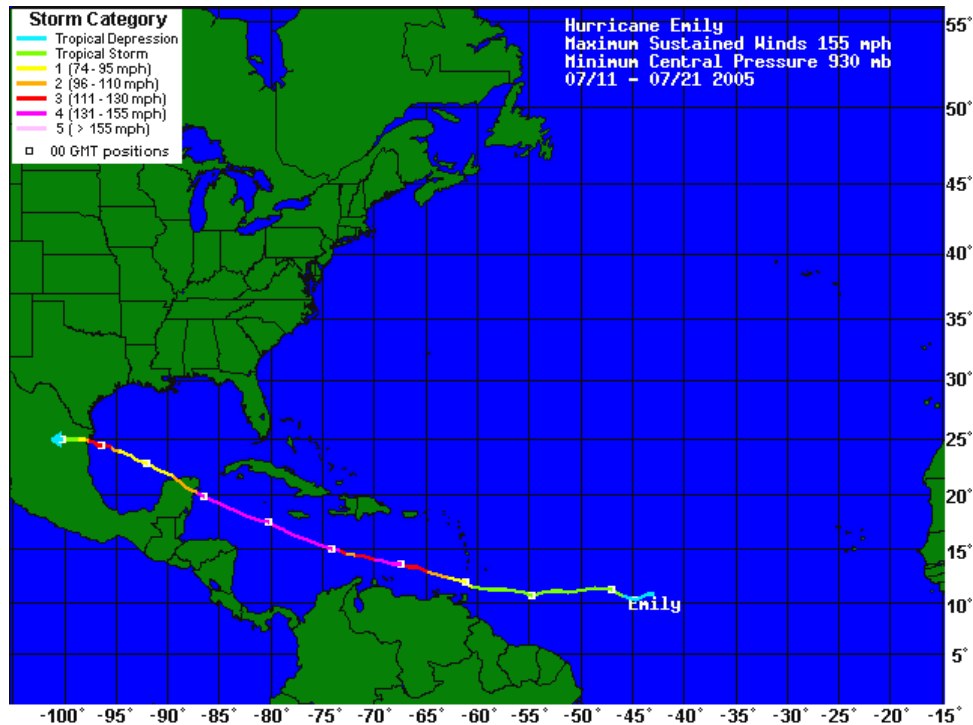 Storm Category
Tropical Depression
Tropical Storm
1 (74 - 95 mph)
2 (96 - 110 mph)
3 (111 - 130 mph)
4 (131 - 155 mph)
5 ( > 155 mph)
00 GMT positions
Hurricane Emily
Maximum Sustained Winds 155 mph
Minimum Central Pressure 930 mb
07/11 - 07/21 2005
55°
50°
45°
40°
35°
30°
25°
20°
15°
10°
5°
Emily
-100° -95° -90° -85° -80° -75° -70° -65° -60° -55° -50° -45° -40° -35° -30° -25° -20° -15°